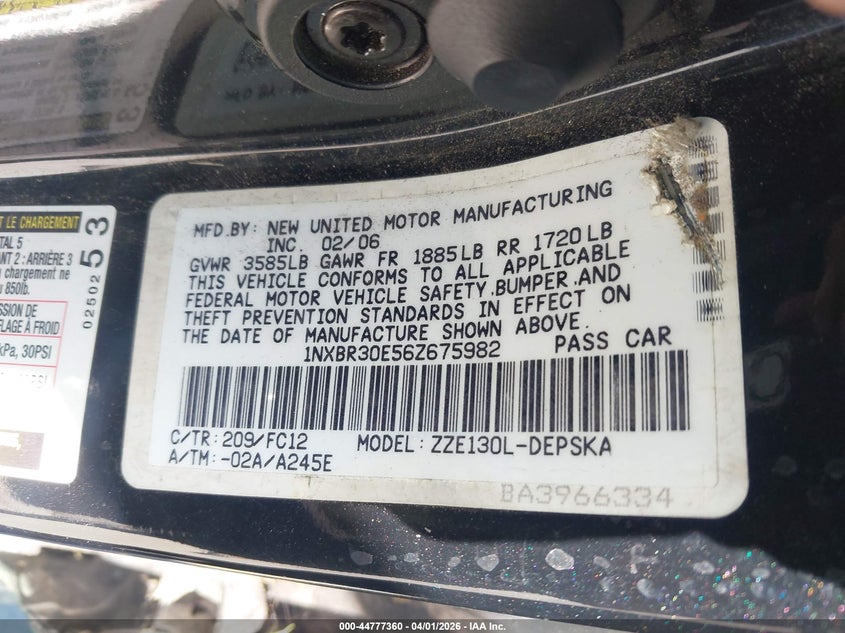 T LE CHARGEMENT
TAL 5
ANT 2 : ARRIÈRE 3
chargement ne
850lb.
SSION DE
FLAGE À FROID
kPa, 30PSI
02502
53
MFD.BY: NEW UNITED MOTOR MANUFACTURING
INC. 02/06
GVWR 3585LB GAWR FR 1885LB RR 1720LB
THIS VEHICLE CONFORMS TO ALL APPLICABLE
FEDERAL MOTOR VEHICLE SAFETY,BUMPER,AND
THEFT PREVENTION STANDARDS IN EFFECT ON
THE DATE OF MANUFACTURE SHOWN ABOVE.
1NXBR30E56Z675982 PASS CAR
C/TR: 209/FC12 MODEL: ZZE130L-DEPSKA
A/TM: -02A/A245E
BA3966334
000-44777360 - 04/01/2026 - IAA Inc.